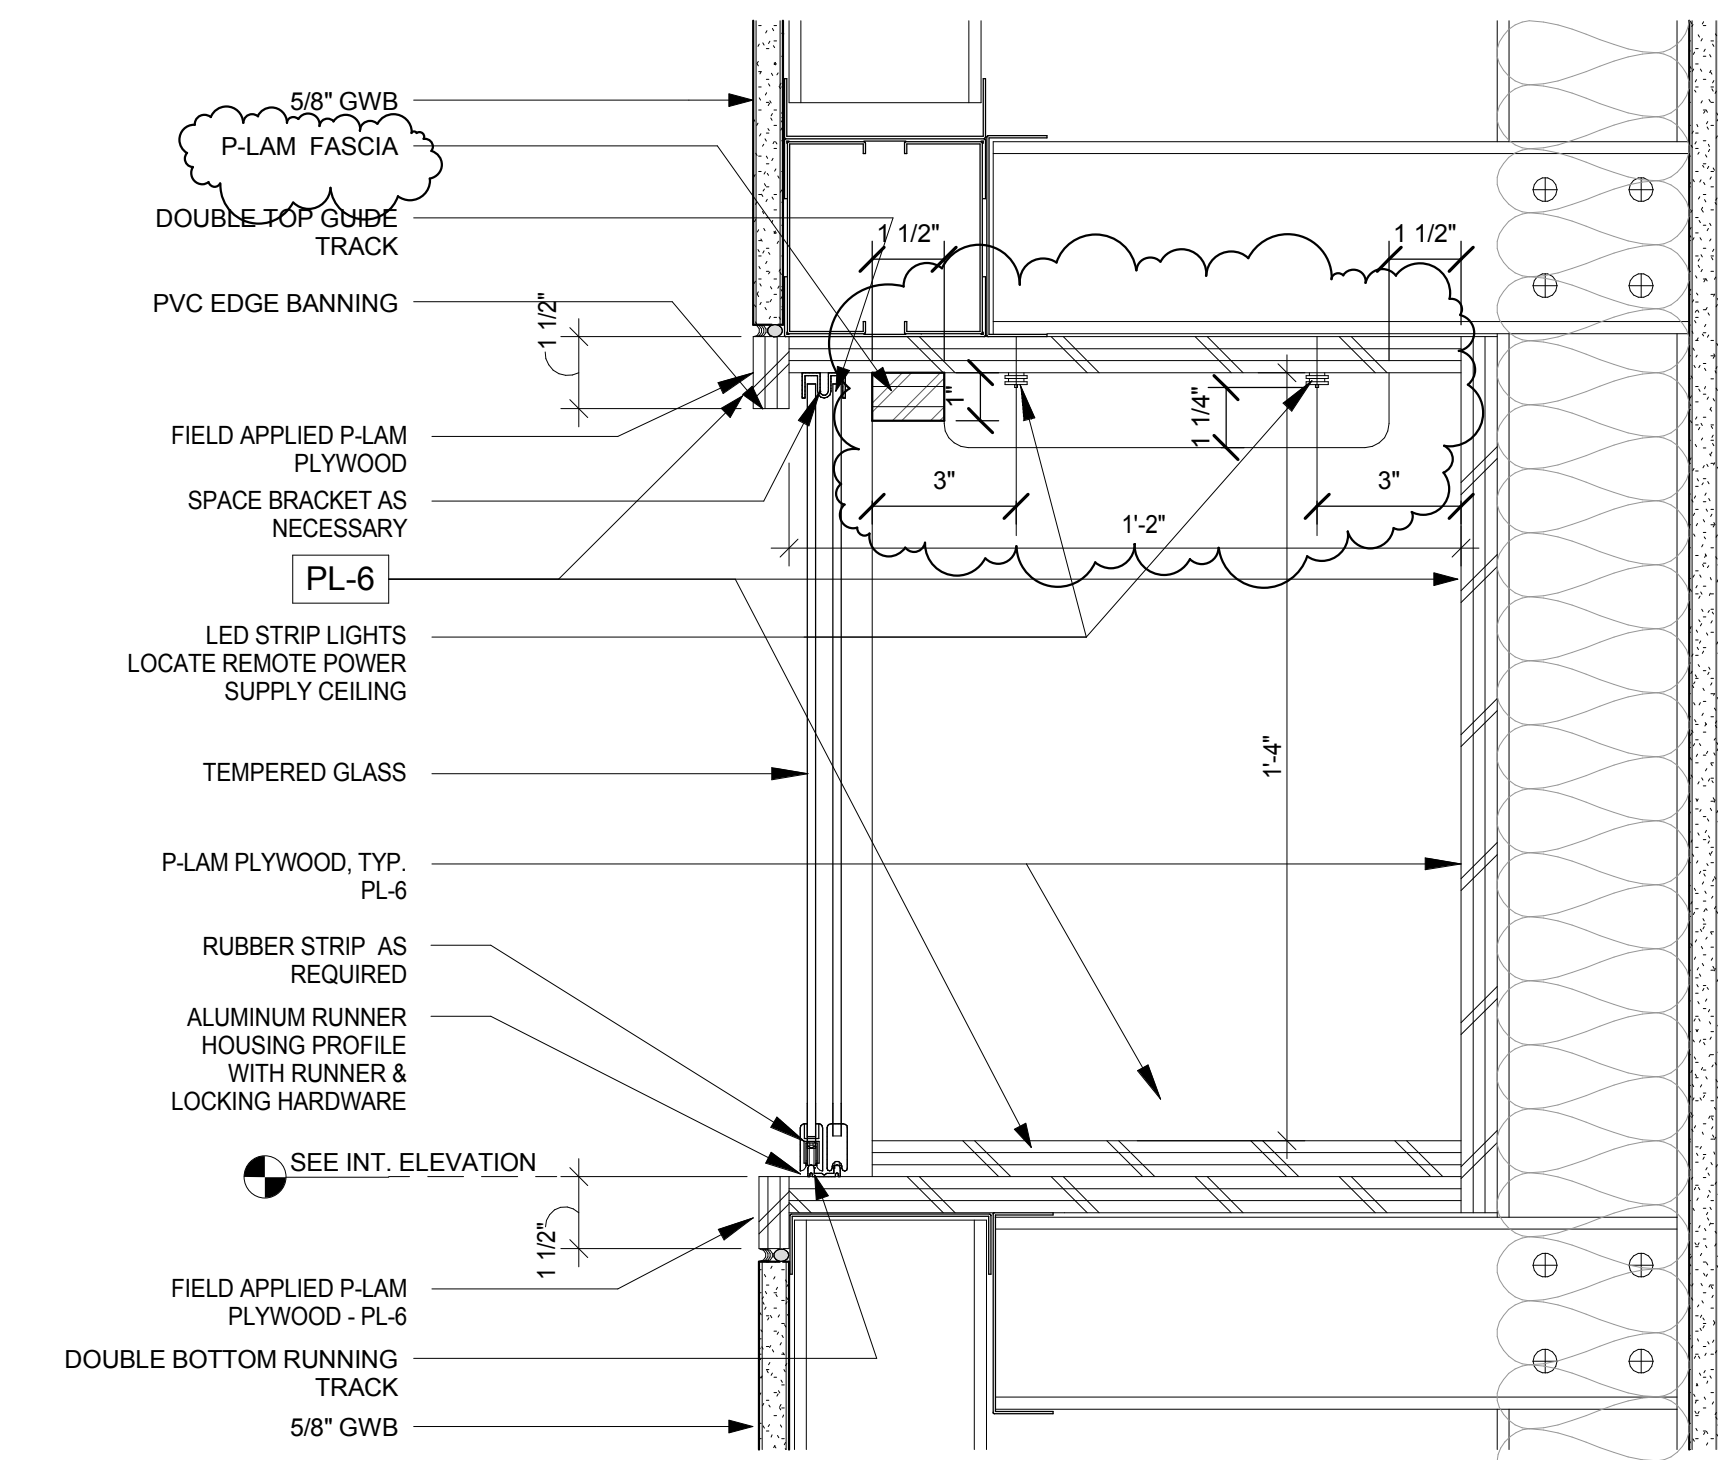 5/8" GWB
P-LAM FASCIA
DOUBLE TOP GUIDE
TRACK
PVC EDGE BANNING
FIELD APPLIED P-LAM
PLYWOOD
SPACE BRACKET AS
NECESSARY
PL-6
LED STRIP LIGHTS
LOCATE REMOTE POWER
SUPPLY CEILING
TEMPERED GLASS
P-LAM PLYWOOD, TYP.
PL-6
RUBBER STRIP AS
REQUIRED
ALUMINUM RUNNER
HOUSING PROFILE
WITH RUNNER &
LOCKING HARDWARE
SEE INT. ELEVATION
FIELD APPLIED P-LAM
PLYWOOD - PL-6
DOUBLE BOTTOM RUNNING
TRACK
5/8" GWB
1 1/2"
1 1/2"
1 1/2"
1"
1 1/4"
3"
3"
1'-2"
1'-4"
1 1/2"